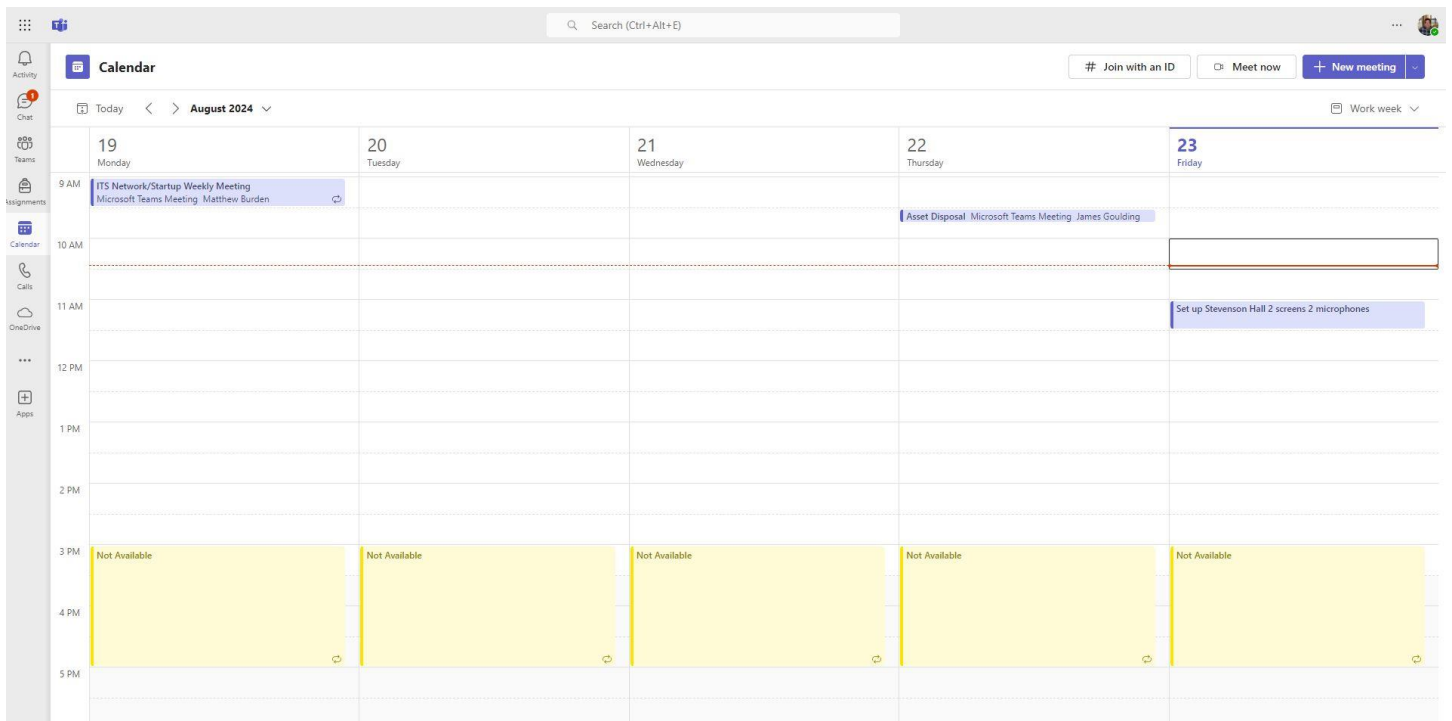 Search (Ctrl+Alt+E)
Activity
Chat
1
Teams
Assignments
Calendar
Calls
OneDrive
Apps
Calendar
# Join with an ID
Meet now
+ New meeting
Today
August 2024
Work week
19
Monday
20
Tuesday
21
Wednesday
22
Thursday
23
Friday
9 AM
ITS Network/Startup Weekly Meeting
Microsoft Teams Meeting Matthew Burden
Asset Disposal Microsoft Teams Meeting James Goulding
10 AM
11 AM
Set up Stevenson Hall 2 screens 2 microphones
12 PM
1 PM
2 PM
3 PM
Not Available
Not Available
Not Available
Not Available
Not Available
4 PM
5 PM